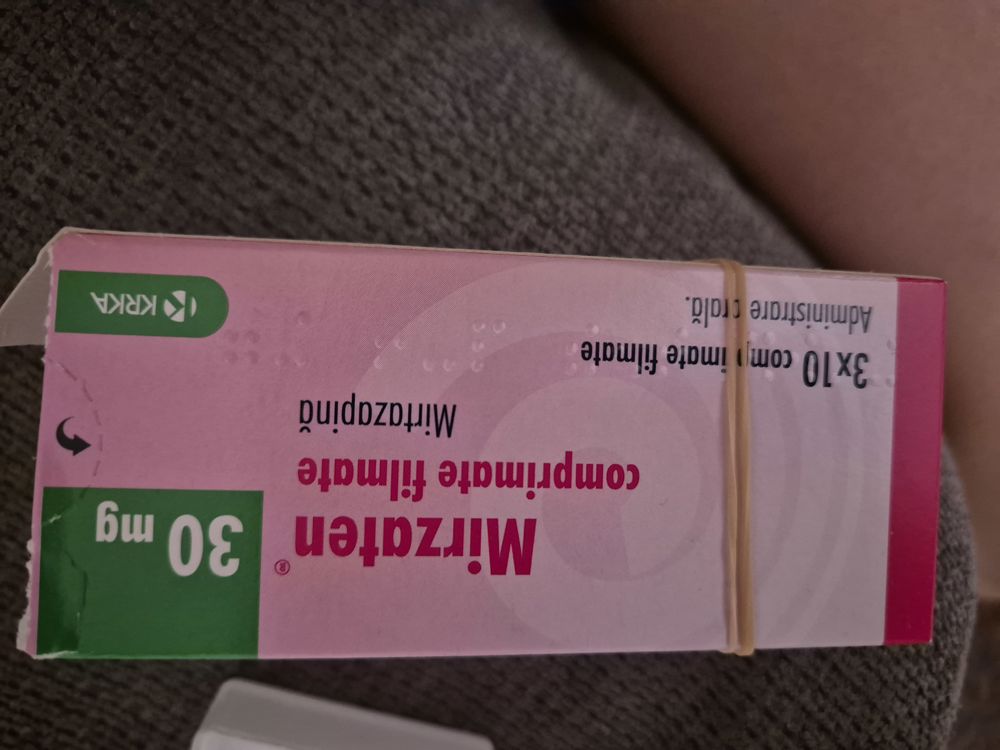 Mirzaten®
comprimate filmate
Mirtazapină
30 mg
3x10 comprimate filmate
Administrare orală.
KRKA